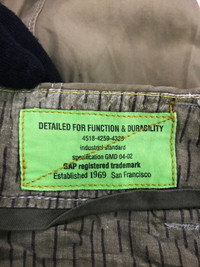 DETAILED FOR FUNCTION & DURABILITY
4518-4259-4323
industrial standard
specification GMD 04-02
SAP registered trademark
Established 1969 San Francisco